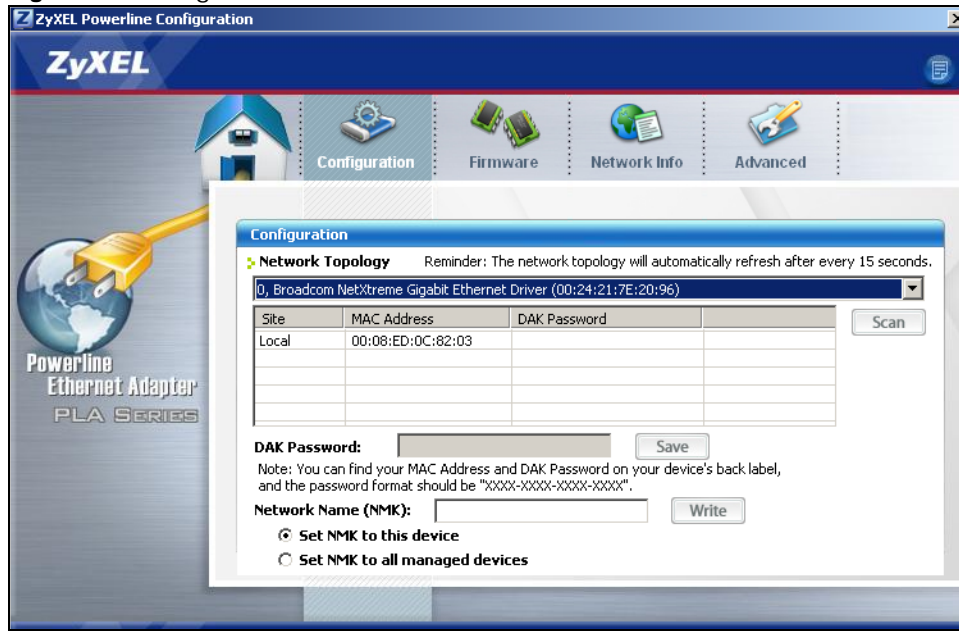 ZyXEL Powerline Configuration
ZyXEL
Configuration
Firmware
Network Info
Advanced
Configuration
Network Topology Reminder: The network topology will automatically refresh after every 15 seconds.
0, Broadcom NetXtreme Gigabit Ethernet Driver (00:24:21:7E:20:96)
Site MAC Address DAK Password
Scan
Local 00:08:ED:0C:82:03
Powerline
Ethernet Adapter
PLA SERIES
DAK Password: Save
Note: You can find your MAC Address and DAK Password on your device's back label,
and the password format should be "XXXX-XXXX-XXXX-XXXX".
Network Name (NMK): Write
Set NMK to this device
Set NMK to all managed devices